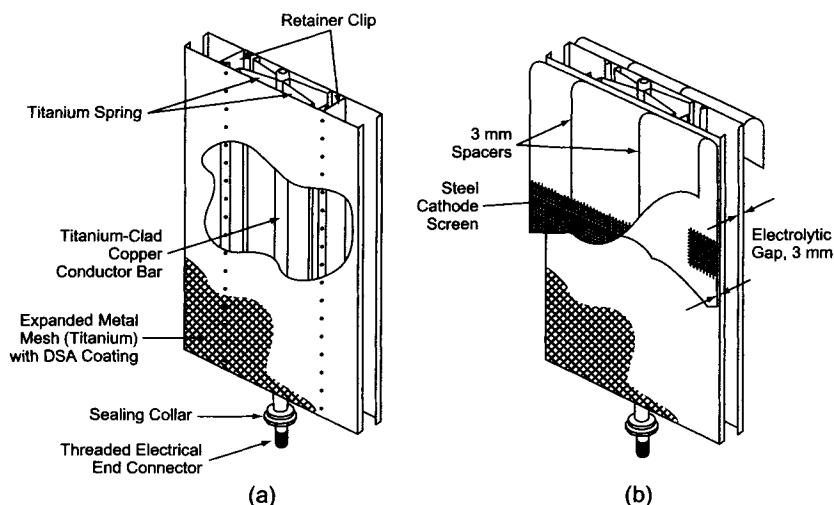 Retainer Clip
Titanium Spring
Titanium-Clad
Copper
Conductor Bar
Expanded Metal
Mesh (Titanium)
with DSA Coating
Sealing Collar
Threaded Electrical
End Connector
(a)
3 mm
Spacers
Steel
Cathode
Screen
Electrolytic
Gap, 3 mm
(b)